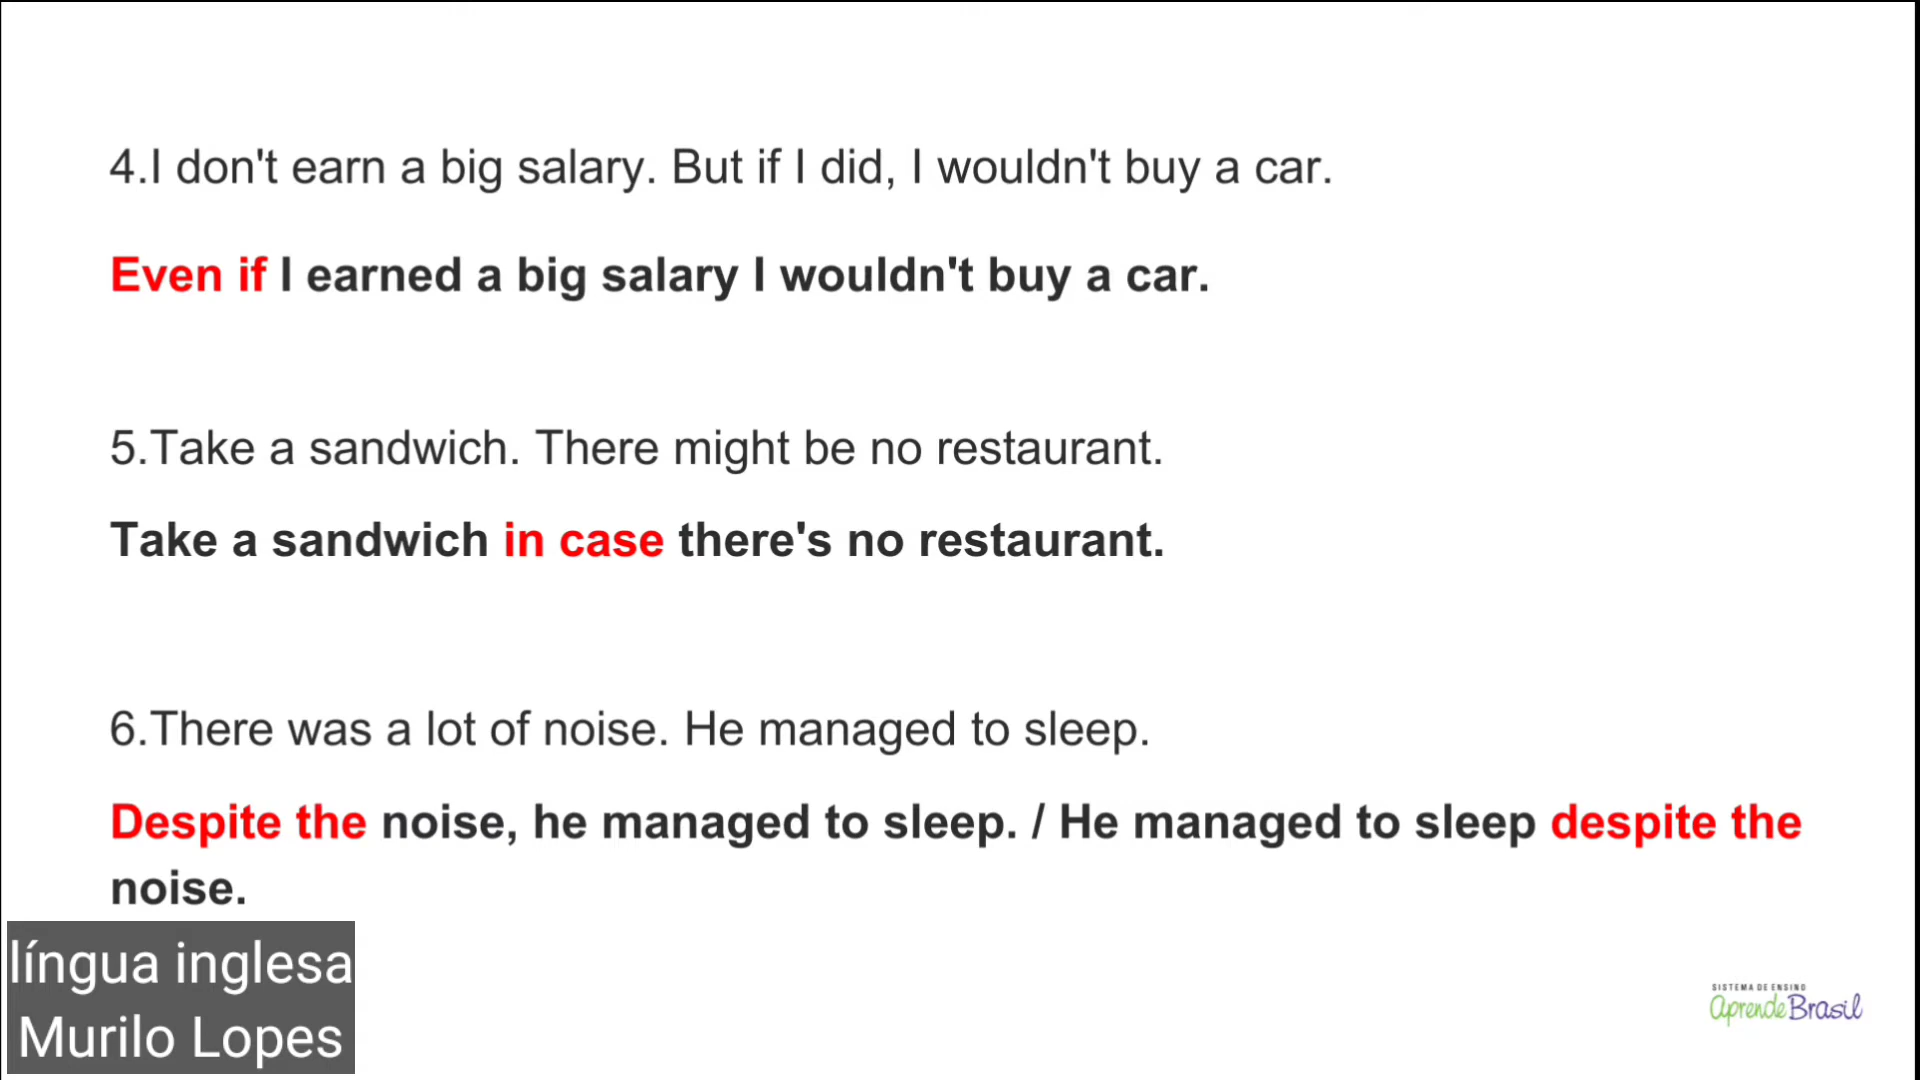 4.I don't earn a big salary. But if I did, I wouldn't buy a car.
Even if I earned a big salary I wouldn't buy a car.
5.Take a sandwich. There might be no restaurant.
Take a sandwich in case there's no restaurant.
6.There was a lot of noise. He managed to sleep.
Despite the noise, he managed to sleep. / He managed to sleep despite the
noise.
língua inglesa
Murilo Lopes
SISTEMA DE ENSINO
aprendeBrasil